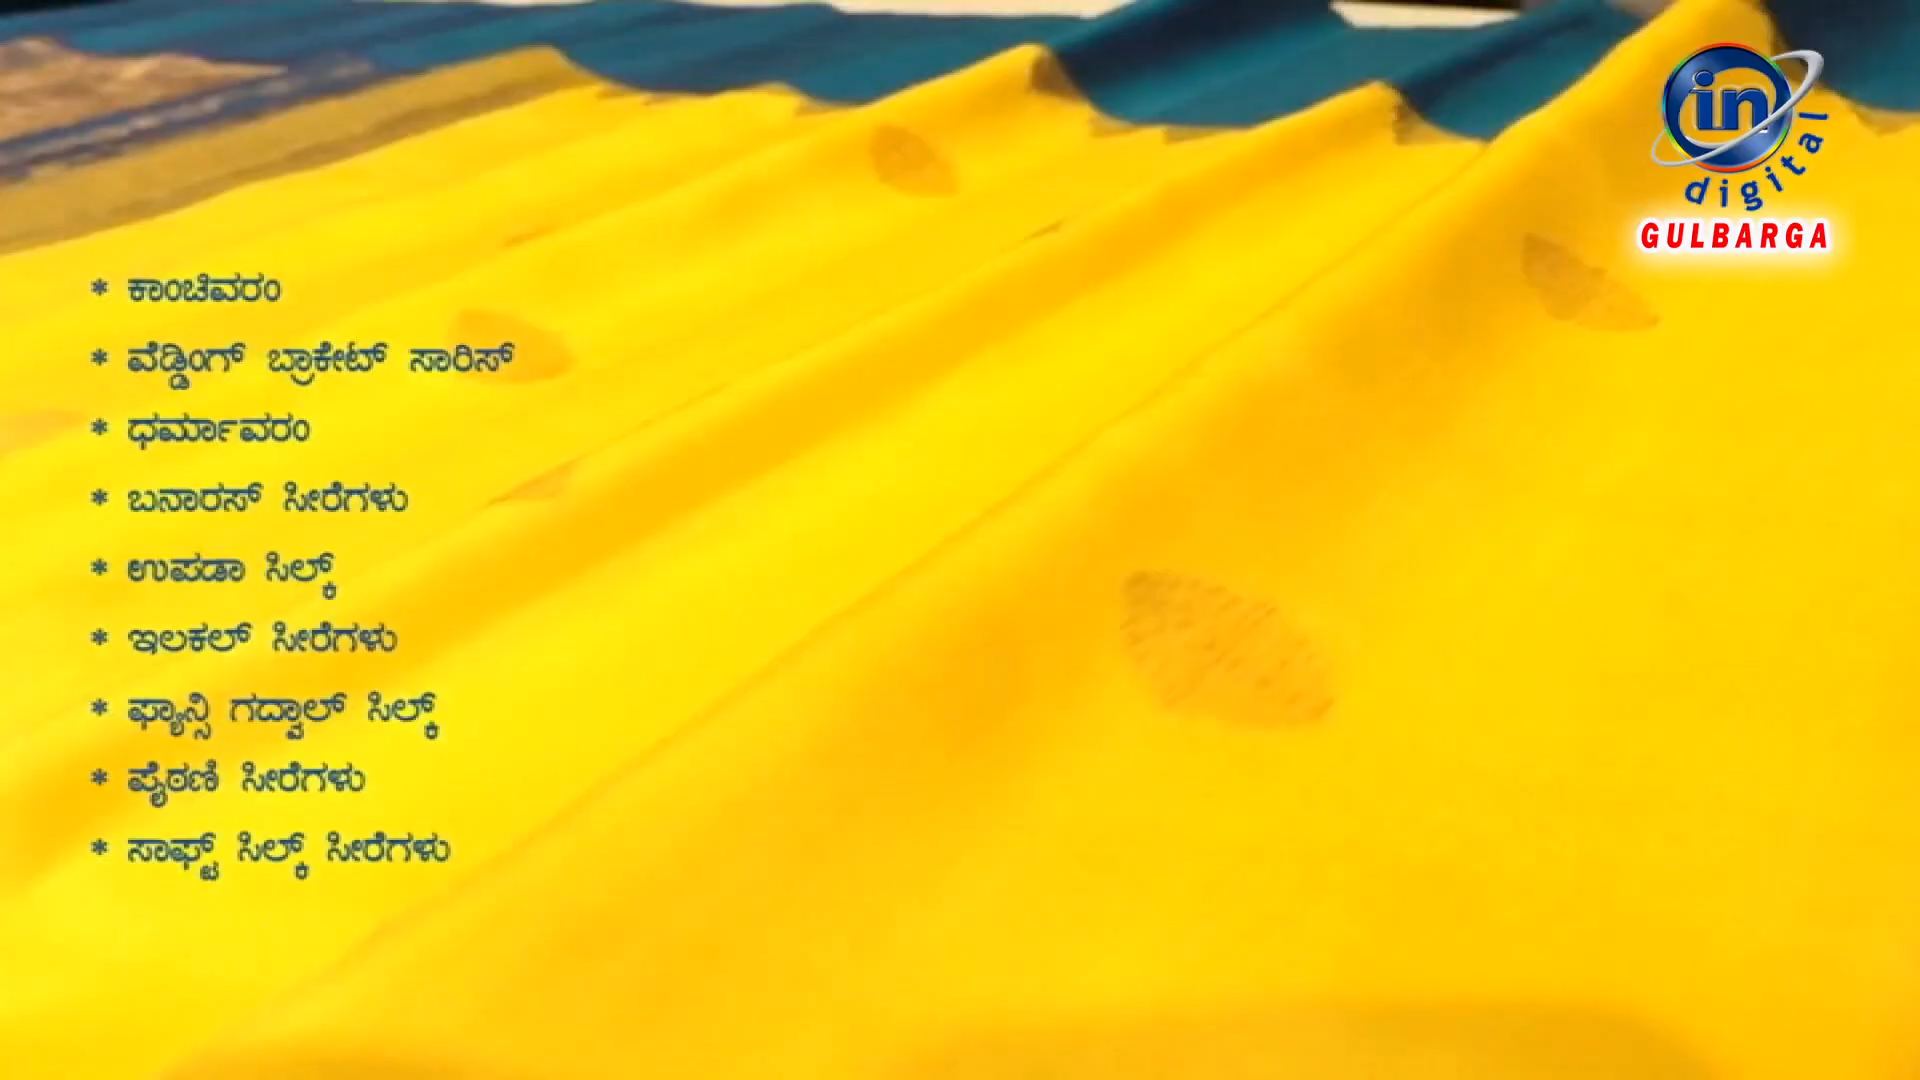 in
digital
GULBARGA
* ಕಾಂಚಿವರಂ
* ವೆಡ್ಡಿಂಗ್ ಬ್ರಾಕೇಟ್ ಸಾರಿಸ್
* ಧರ್ಮಾವರಂ
* ಬನಾರಸ್ ಸೀರೆಗಳು
* ಉಪಡಾ ಸಿಲ್ಕ್
* ಇಲಕಲ್ ಸೀರೆಗಳು
* ಫ್ಯಾನ್ಸಿ ಗದ್ವಾಲ್ ಸಿಲ್ಕ್
* ಪೈಠಣಿ ಸೀರೆಗಳು
* ಸಾಫ್ಟ್ ಸಿಲ್ಕ್ ಸೀರೆಗಳು